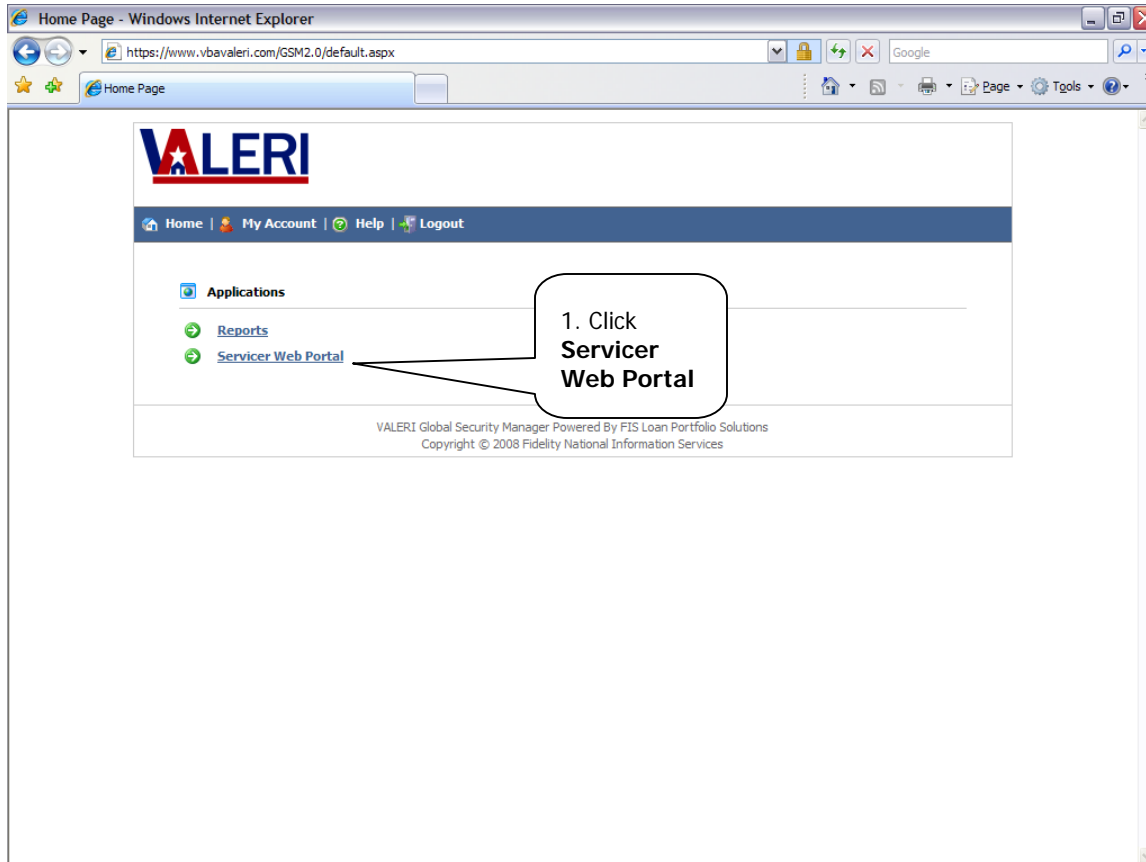 Home Page - Windows Internet Explorer
https://www.vbavaleri.com/GSM2.0/default.aspx
Google
Home Page
Page
Tools
VALERI
Home | My Account | Help | Logout
Applications
Reports
Servicer Web Portal
1. Click
Servicer
Web Portal
VALERI Global Security Manager Powered By FIS Loan Portfolio Solutions
Copyright © 2008 Fidelity National Information Services